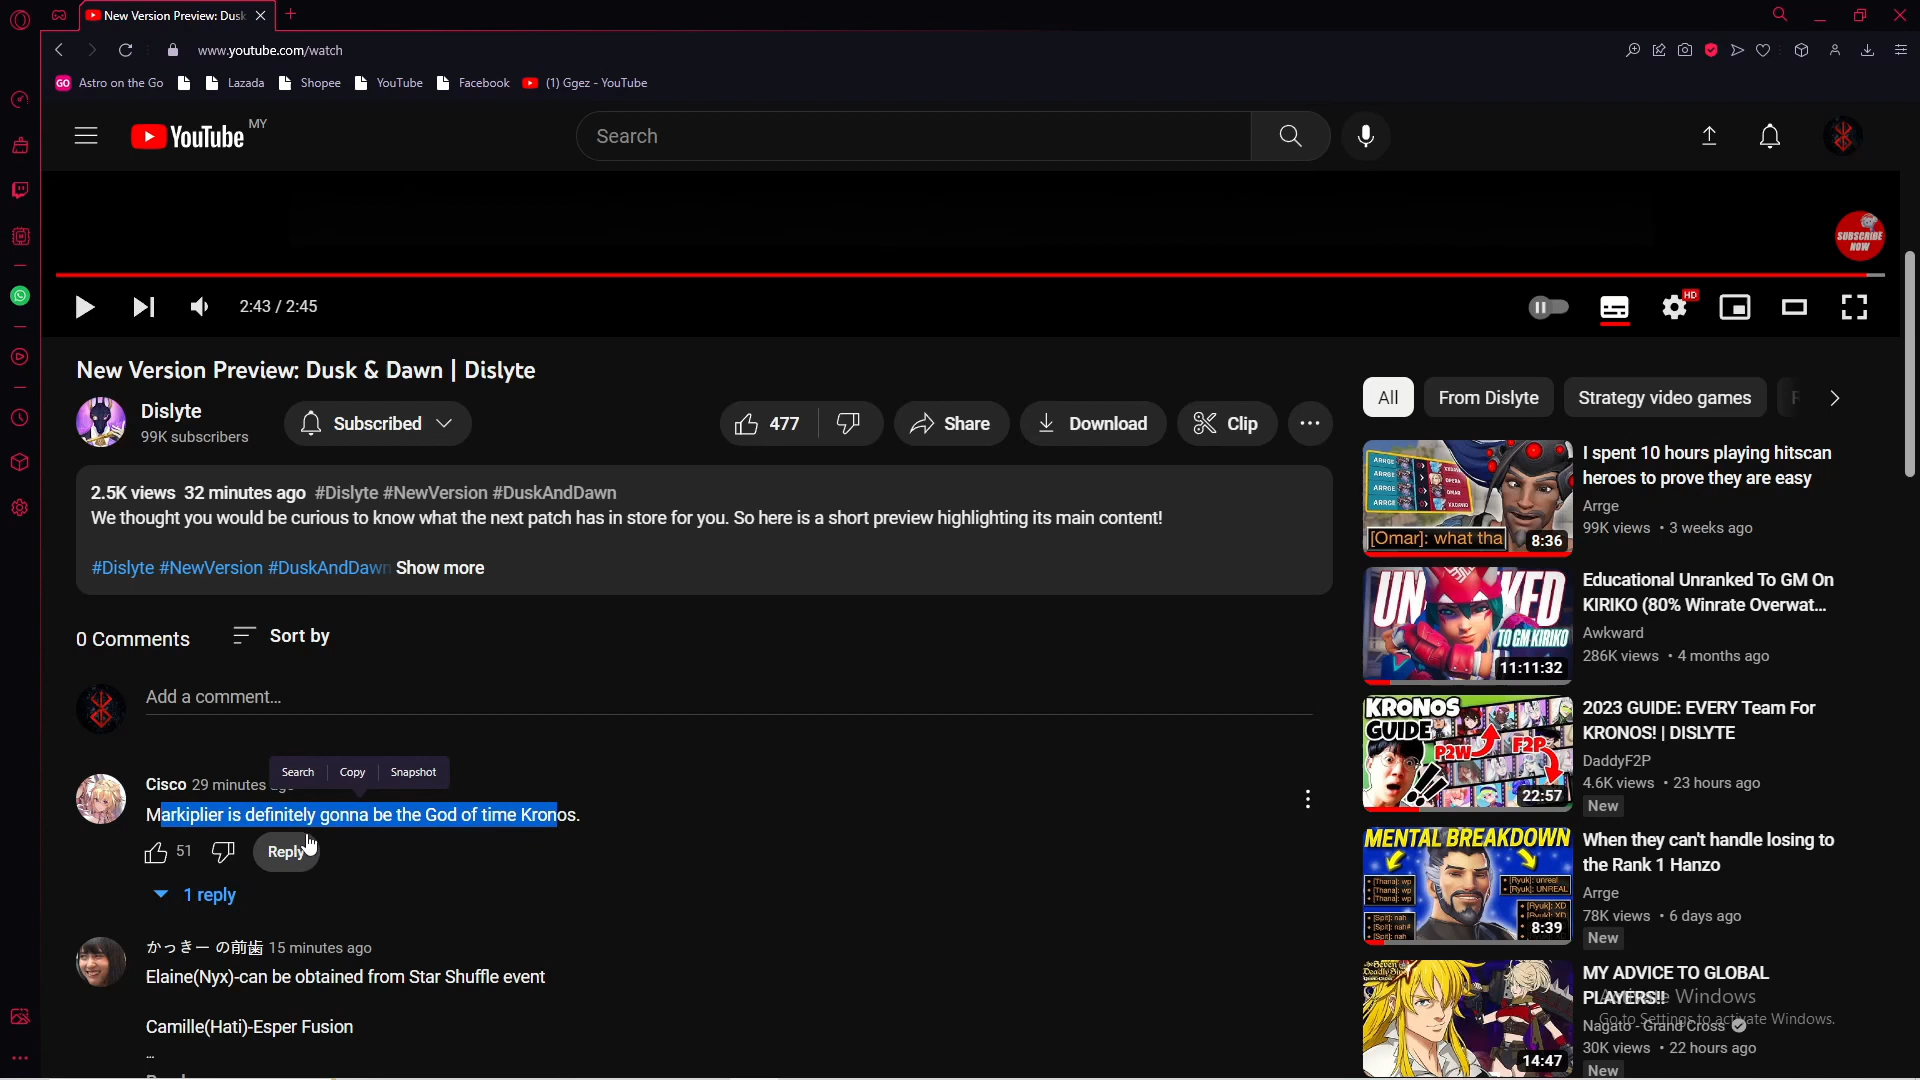 New Version Preview: Dusk
www.youtube.com/watch
GO Astro on the Go Lazada Shopee YouTube Facebook (1) Ggez - YouTube
YouTube MY
Search
SUBSCRIBE NOW
2:43 / 2:45
HD
New Version Preview: Dusk & Dawn | Dislyte
Dislyte
99K subscribers
Subscribed
477
Share
Download
Clip
2.5K views 32 minutes ago #Dislyte #NewVersion #DuskAndDawn
We thought you would be curious to know what the next patch has in store for you. So here is a short preview highlighting its main content!
#Dislyte #NewVersion #DuskAndDawn Show more
0 Comments Sort by
Add a comment...
Search Copy Snapshot
Cisco 29 minutes
Markiplier is definitely gonna be the God of time Kronos.
51 Reply
1 reply
かっきー の前歯 15 minutes ago
Elaine(Nyx)-can be obtained from Star Shuffle event
Camille(Hati)-Esper Fusion
...
All From Dislyte Strategy video games
ARRGE
ARRGE
ARRGE
ARRGE
OMAR
[Omar]: what tha
8:36
I spent 10 hours playing hitscan
heroes to prove they are easy
Arrge
99K views • 3 weeks ago
TO GM KIRIKO
11:11:32
Educational Unranked To GM On
KIRIKO (80% Winrate Overwat...
Awkward
286K views • 4 months ago
KRONOS
GUIDE
P2W F2P
22:57
2023 GUIDE: EVERY Team For
KRONOS! | DISLYTE
DaddyF2P
4.6K views • 23 hours ago
New
MENTAL BREAKDOWN
[Thana]: wp
[Thana]: wp
[Thana]: wp
[Spit]: nah
[Spit]: nah#
[Spit]: nah
[Ryuk]: unreal
[Ryuk]: UNREAL
[Ryuk]: XD
8:39
When they can't handle losing to
the Rank 1 Hanzo
Arrge
78K views • 6 days ago
New
14:47
MY ADVICE TO GLOBAL
PLAYERS!!
Nagato - Grand Cross
30K views • 22 hours ago
New
Activate Windows
Go to Settings to activate Windows.